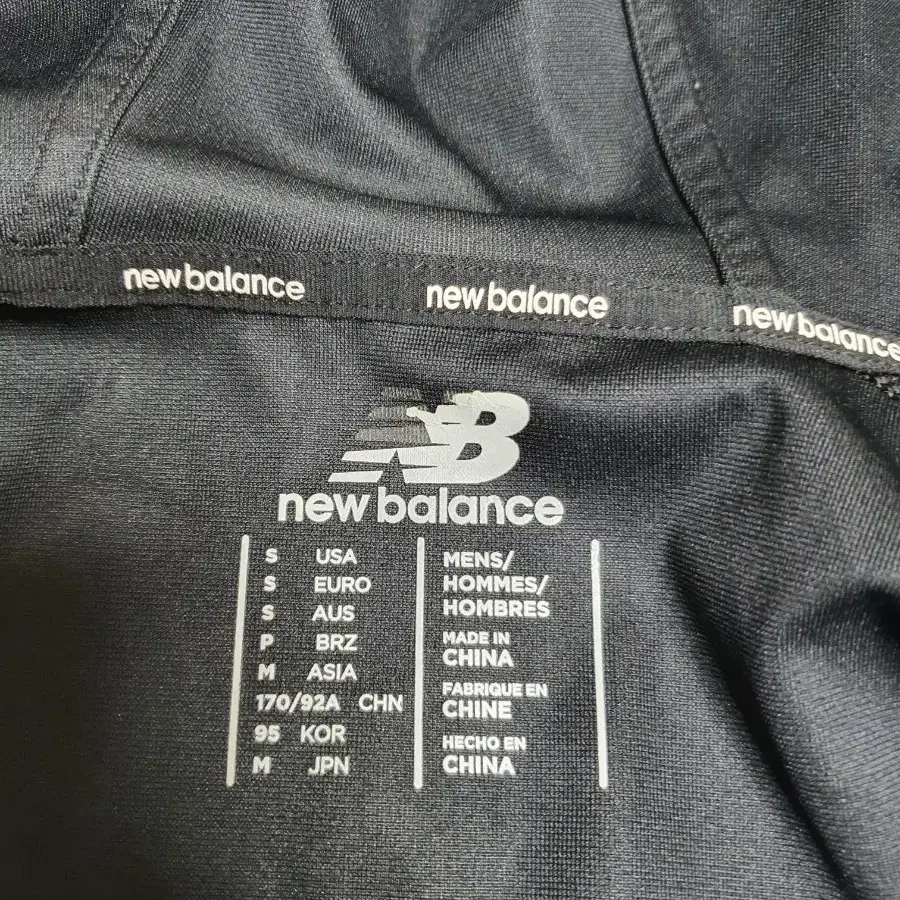 new balance
new balance
new balance
NB
new balance
S USA
S EURO
S AUS
P BRZ
M ASIA
170/92A CHN
95 KOR
M JPN
MENS/
HOMMES/
HOMBRES
MADE IN
CHINA
FABRIQUE EN
CHINE
HECHO EN
CHINA